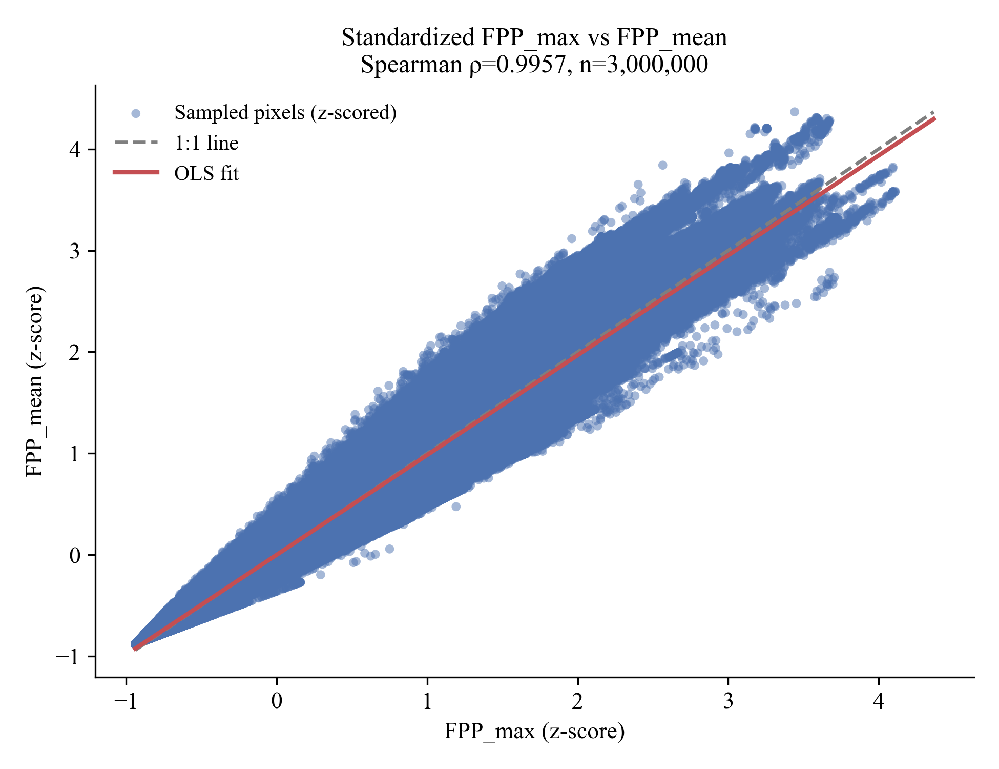 Standardized FPP_max vs FPP_mean
Spearman ρ=0.9957, n=3,000,000
Sampled pixels (z-scored)
1:1 line
OLS fit
FPP_mean (z-score)
4
3
2
1
0
−1
−1
0
1
2
3
4
FPP_max (z-score)